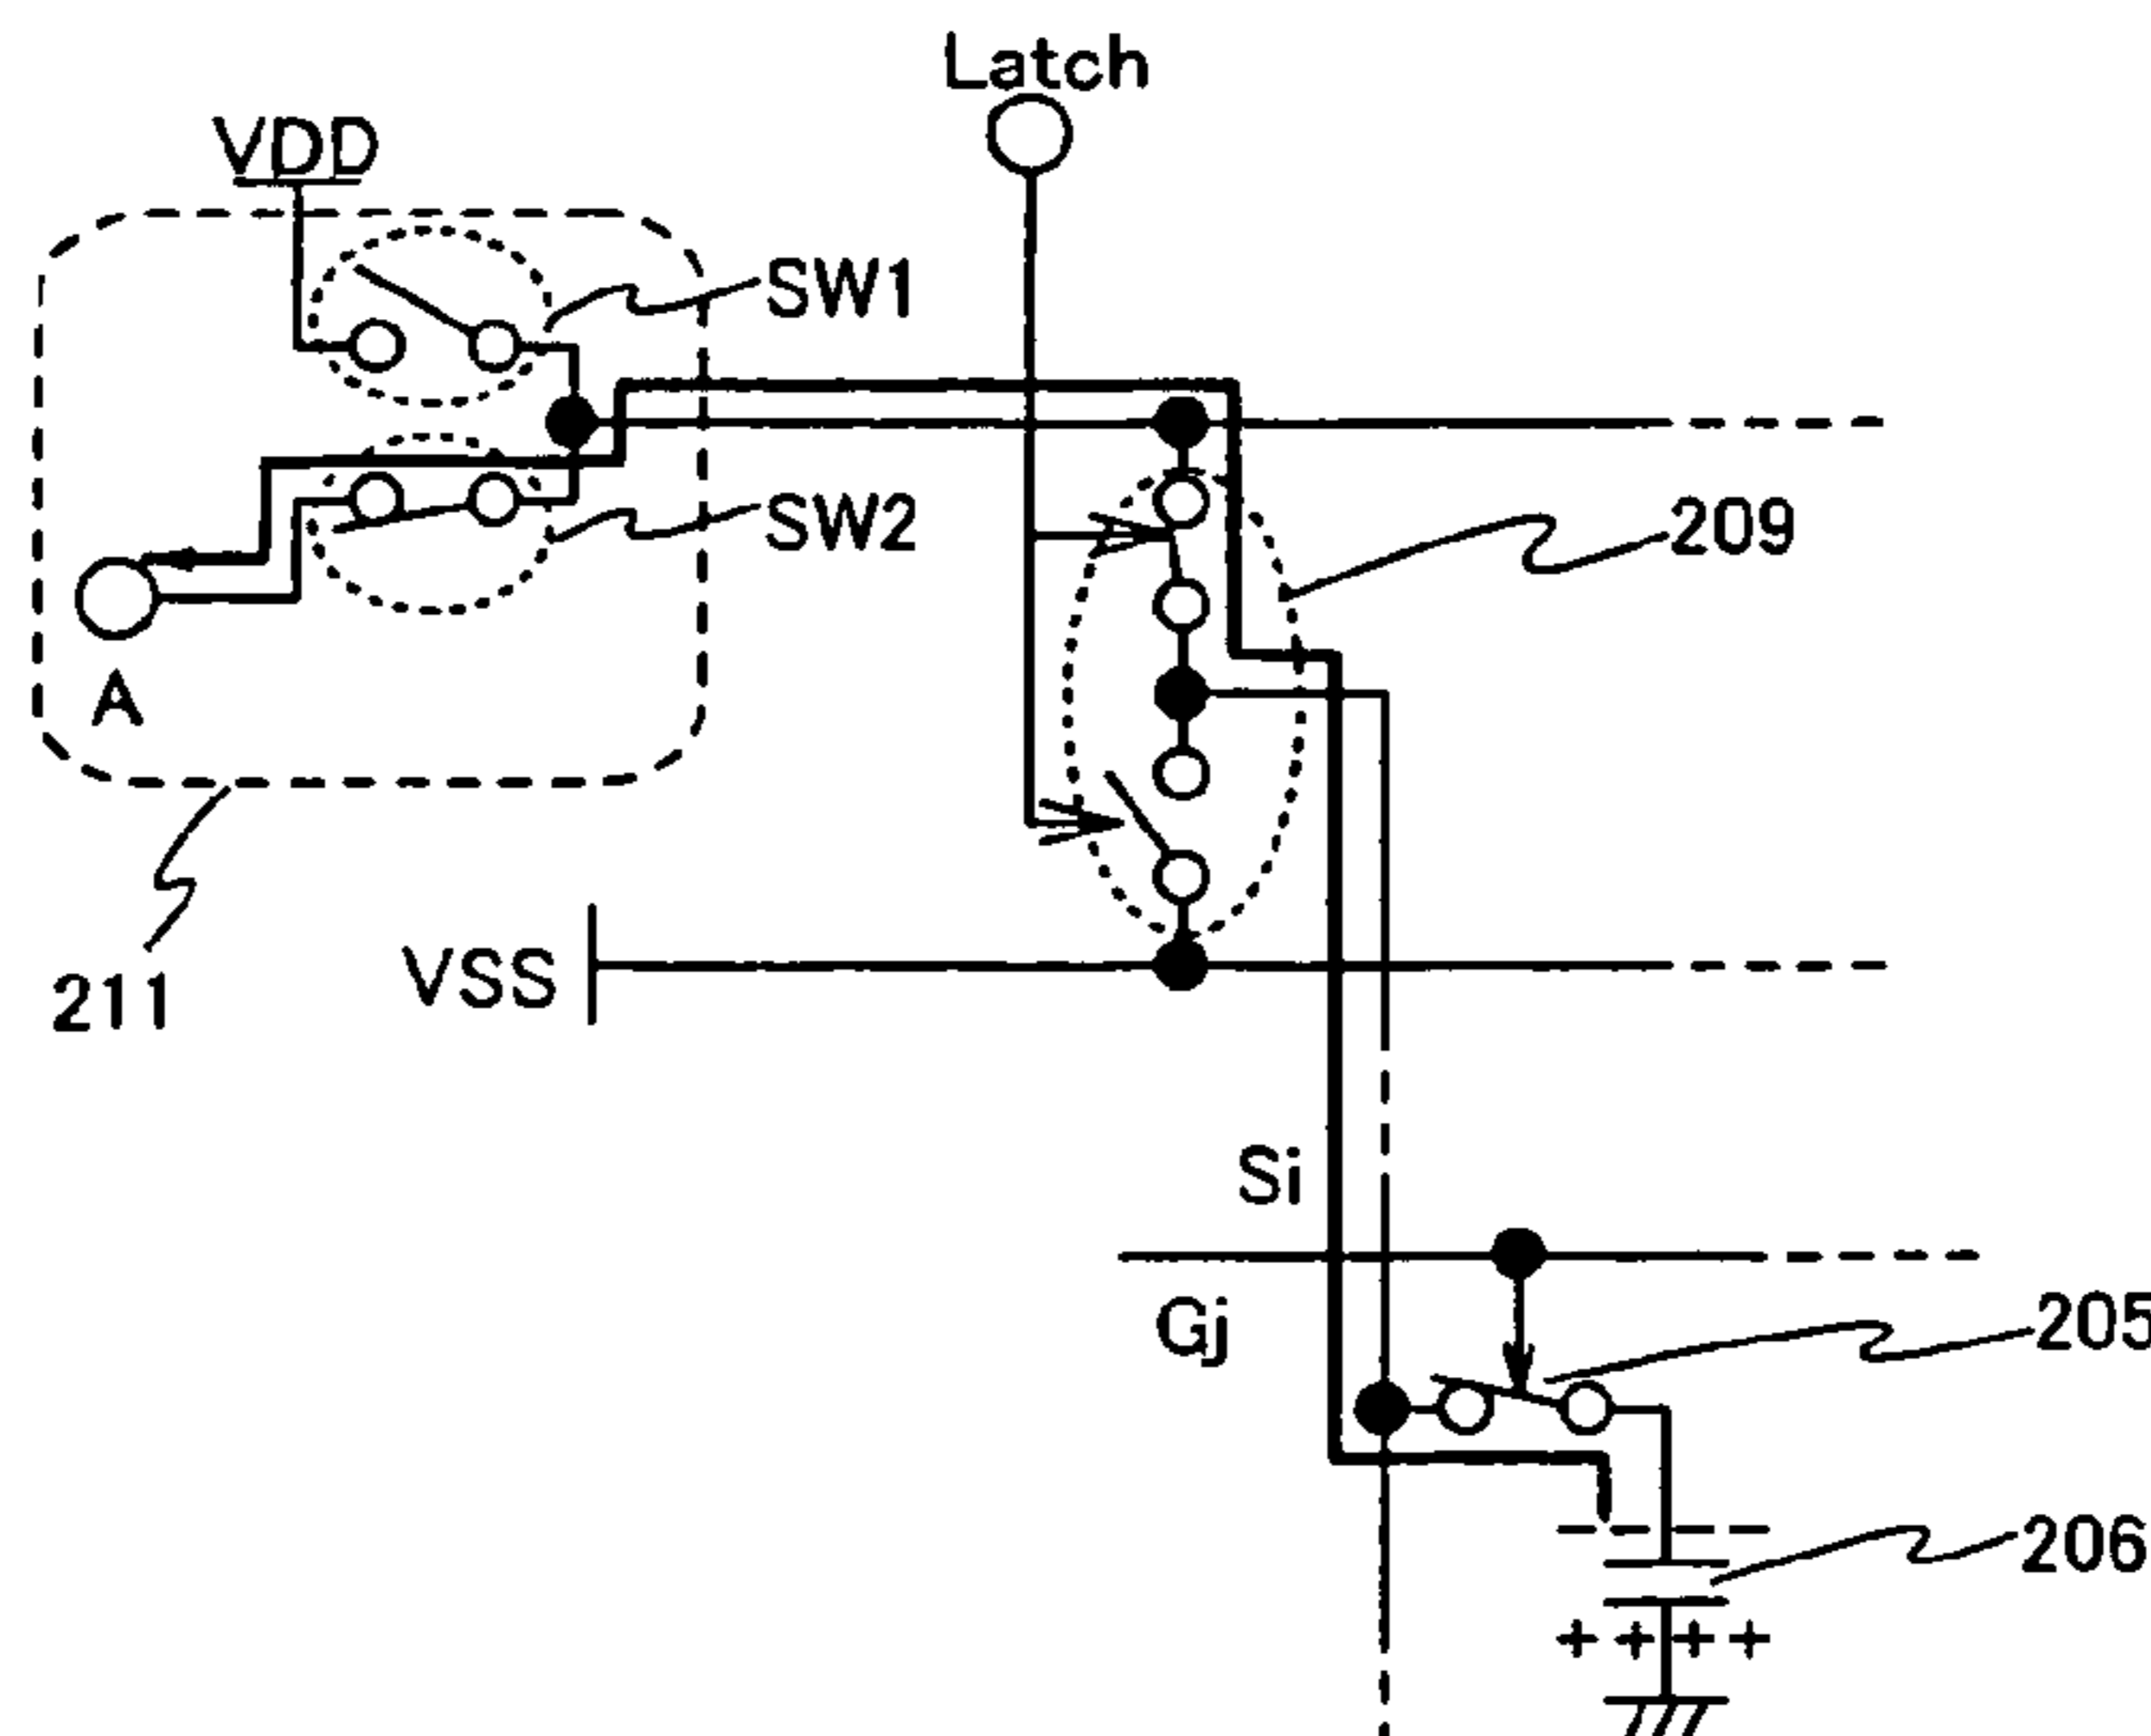 Latch
VDD
SW1
SW2
209
A
211
VSS
Si
Gj
205
206
+ + + +